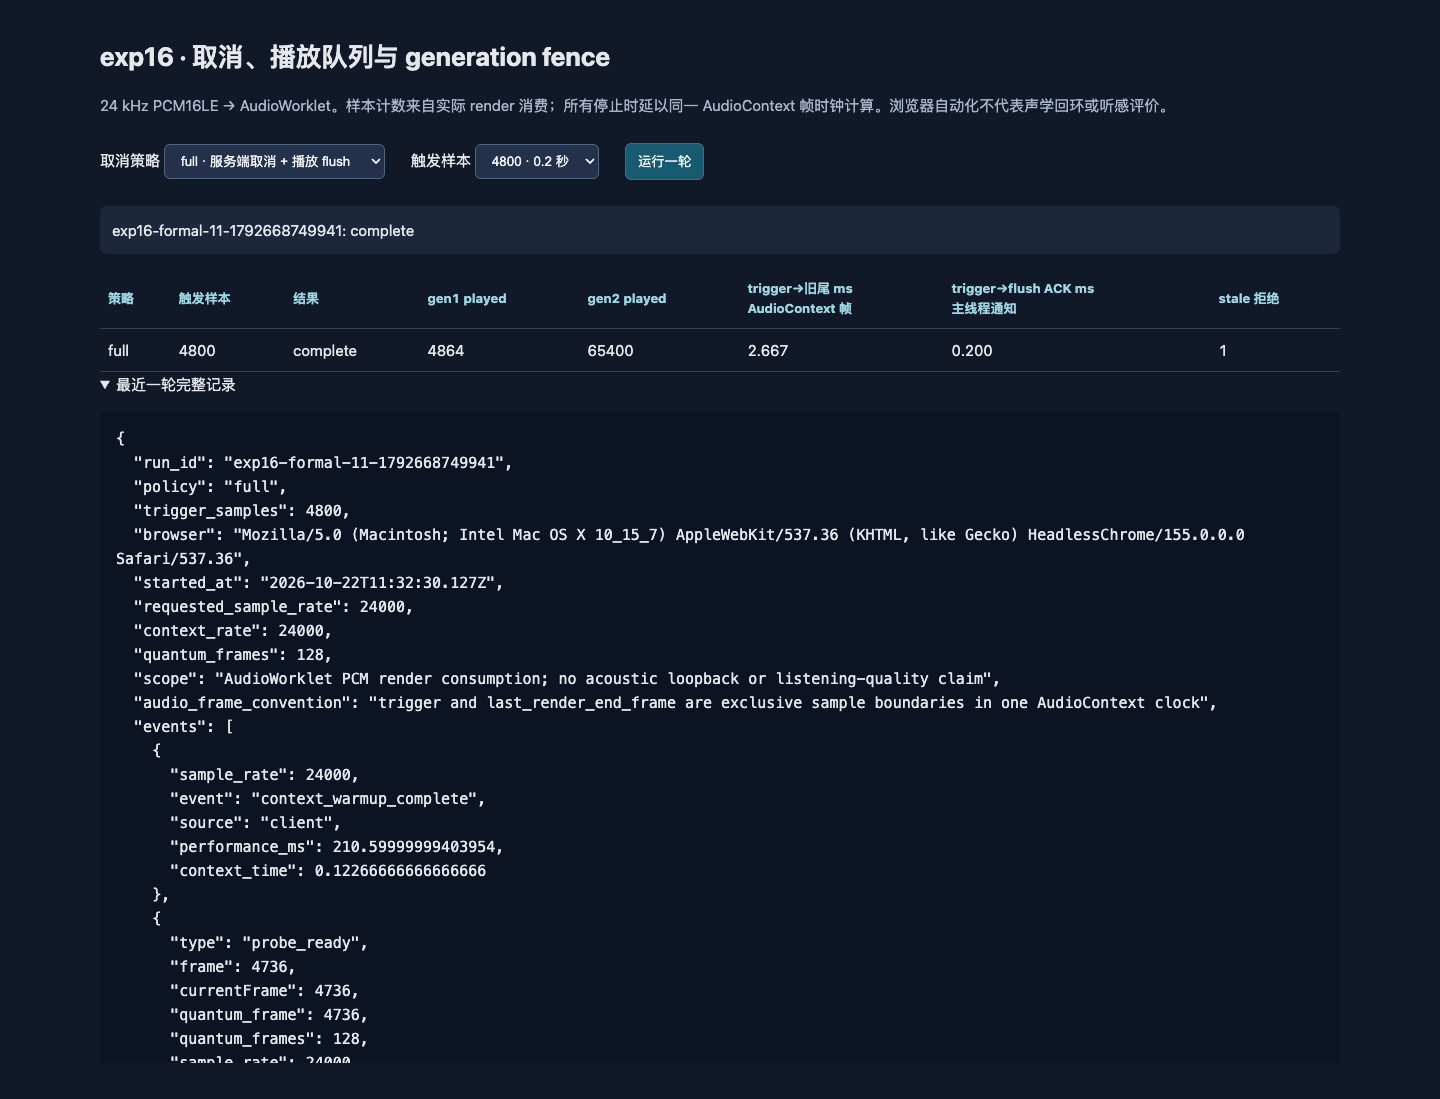 exp16 · 取消、播放队列与 generation fence
24 kHz PCM16LE → AudioWorklet。样本计数来自实际 render 消费；所有停止时延以同一 AudioContext 帧时钟计算。浏览器自动化不代表声学回环或听感评价。
取消策略 full · 服务端取消 + 播放 flush 触发样本 4800 · 0.2 秒 运行一轮
exp16-formal-11-1792668749941: complete
策略 触发样本 结果 gen1 played gen2 played trigger→旧尾 ms AudioContext 帧 trigger→flush ACK ms 主线程通知 stale 拒绝
full 4800 complete 4864 65400 2.667 0.200 1
▼ 最近一轮完整记录
{
  "run_id": "exp16-formal-11-1792668749941",
  "policy": "full",
  "trigger_samples": 4800,
  "browser": "Mozilla/5.0 (Macintosh; Intel Mac OS X 10_15_7) AppleWebKit/537.36 (KHTML, like Gecko) HeadlessChrome/155.0.0.0
Safari/537.36",
  "started_at": "2026-10-22T11:32:30.127Z",
  "requested_sample_rate": 24000,
  "context_rate": 24000,
  "quantum_frames": 128,
  "scope": "AudioWorklet PCM render consumption; no acoustic loopback or listening-quality claim",
  "audio_frame_convention": "trigger and last_render_end_frame are exclusive sample boundaries in one AudioContext clock",
  "events": [
    {
      "sample_rate": 24000,
      "event": "context_warmup_complete",
      "source": "client",
      "performance_ms": 210.59999999403954,
      "context_time": 0.12266666666666666
    },
    {
      "type": "probe_ready",
      "frame": 4736,
      "currentFrame": 4736,
      "quantum_frame": 4736,
      "quantum_frames": 128,
      "sample_rate": 24000